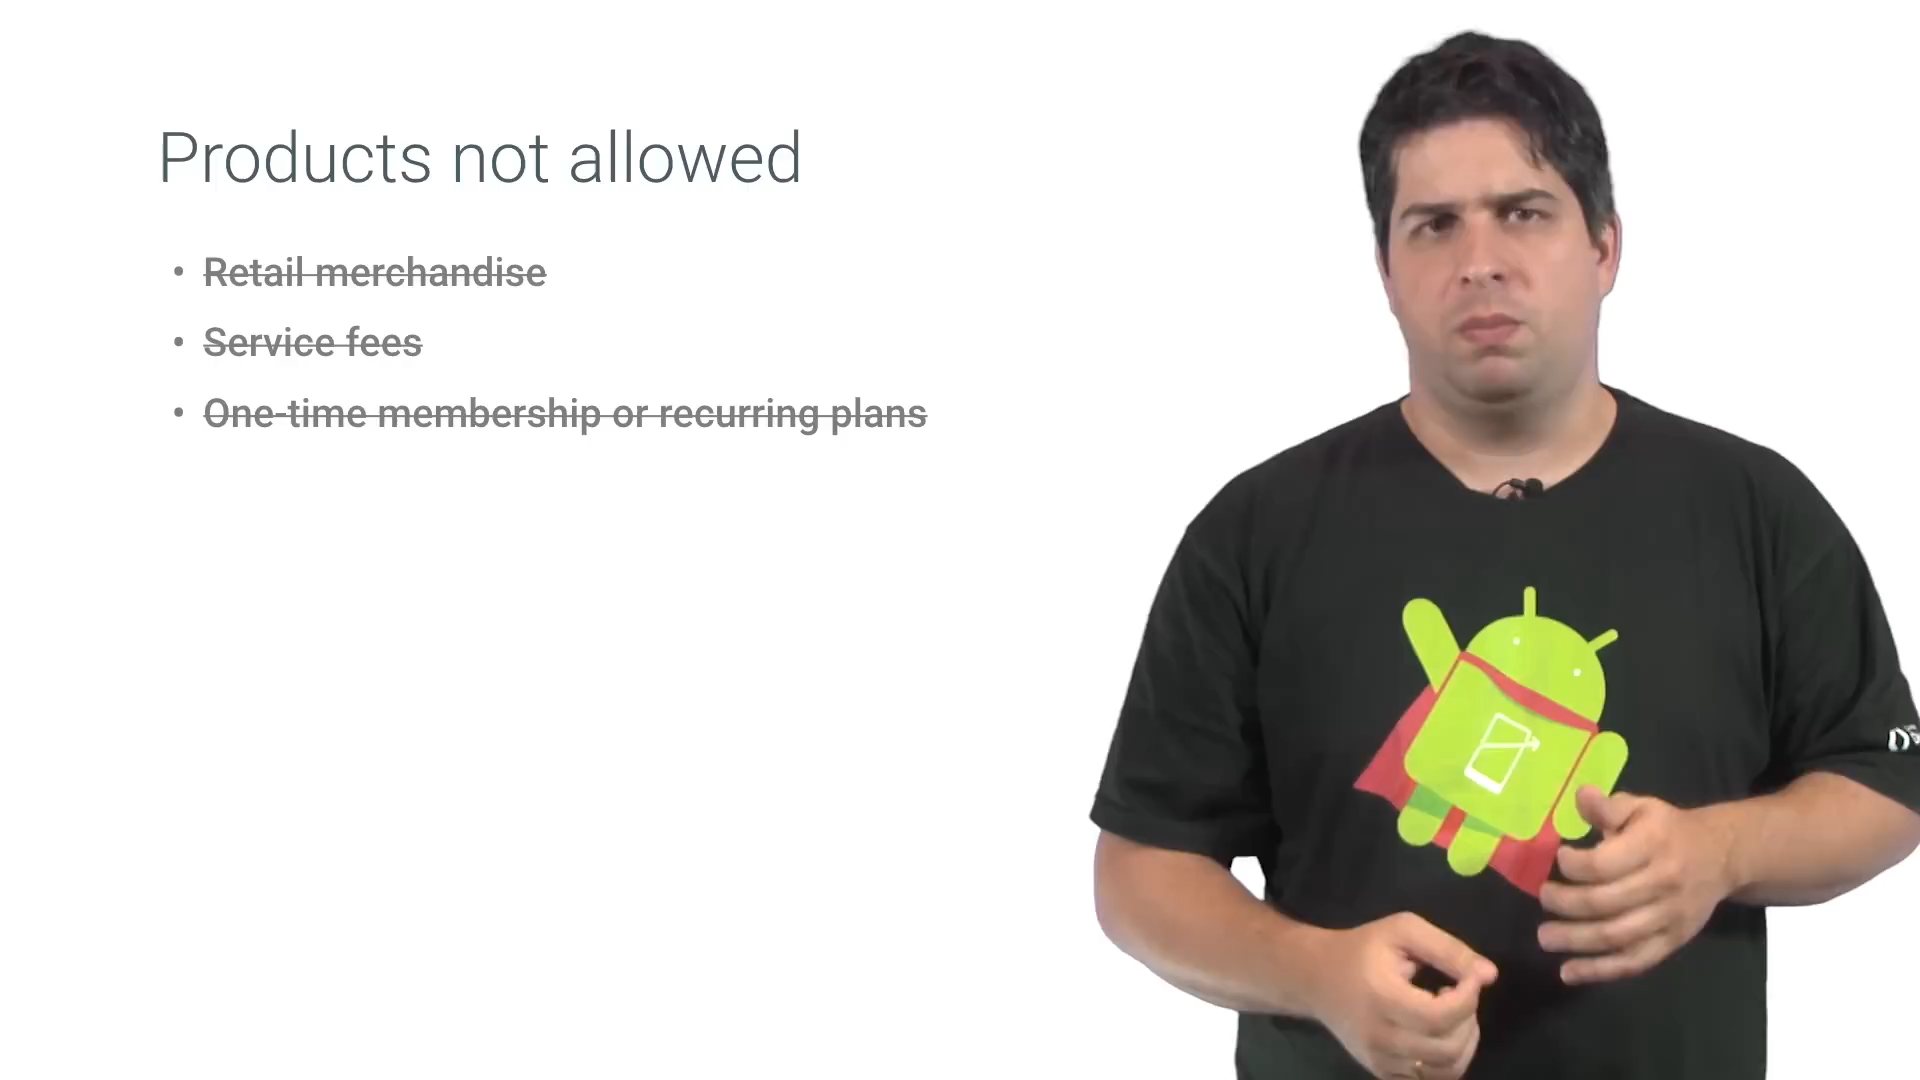 Products not allowed
• Retail merchandise
• Service fees
• One-time membership or recurring plans